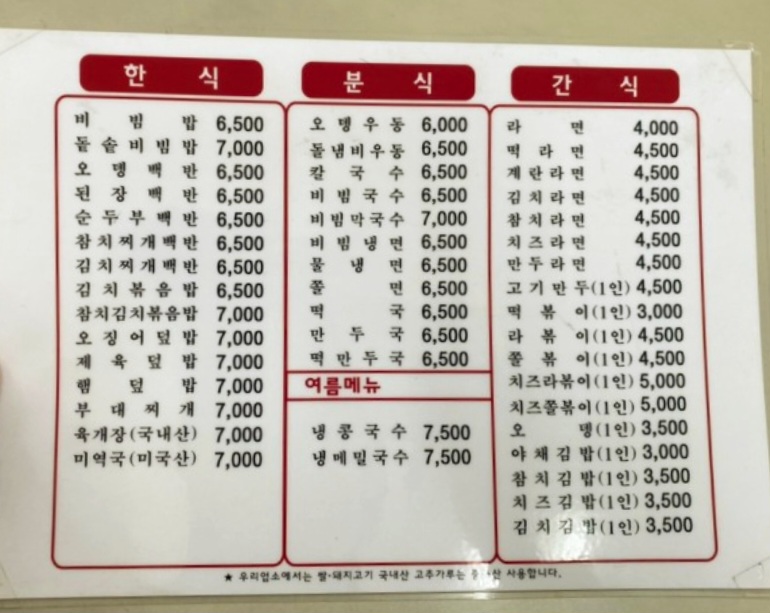 한 식
비 빔 밥 6,500
돌 솥 비 빔 밥 7,000
오 뎅 백 반 6,500
된 장 백 반 6,500
순 두 부 백 반 6,500
참 치 찌 개 백 반 6,500
김 치 찌 개 백 반 6,500
김 치 볶 음 밥 6,500
참치김치볶음밥 7,000
오 징 어 덮 밥 7,000
제 육 덮 밥 7,000
햄 덮 밥 7,000
부 대 찌 개 7,000
육개장(국내산) 7,000
미역국(미국산) 7,000
분 식
오 뎅 우 동 6,000
돌 냄 비 우 동 6,500
칼 국 수 6,500
비 빔 국 수 6,500
비 빔 막 국 수 7,000
비 빔 냉 면 6,500
물 냉 면 6,500
쫄 면 6,500
떡 국 6,500
만 두 국 6,500
떡 만 두 국 6,500
여름메뉴
냉 콩 국 수 7,500
냉 메 밀 국 수 7,500
간 식
라 면 4,000
떡 라 면 4,500
계 란 라 면 4,500
김 치 라 면 4,500
참 치 라 면 4,500
치 즈 라 면 4,500
만 두 라 면 4,500
고 기 만 두(1인) 4,500
떡 볶 이(1인) 3,000
라 볶 이(1인) 4,500
쫄 볶 이(1인) 4,500
치즈라볶이(1인) 5,000
치즈쫄볶이(1인) 5,000
오 뎅(1인) 3,500
야 채 김 밥(1인) 3,000
참 치 김 밥(1인) 3,500
치 즈 김 밥(1인) 3,500
김 치 김 밥(1인) 3,500
★ 우리업소에서는 쌀·돼지고기 국내산 고추가루는 사용합니다.